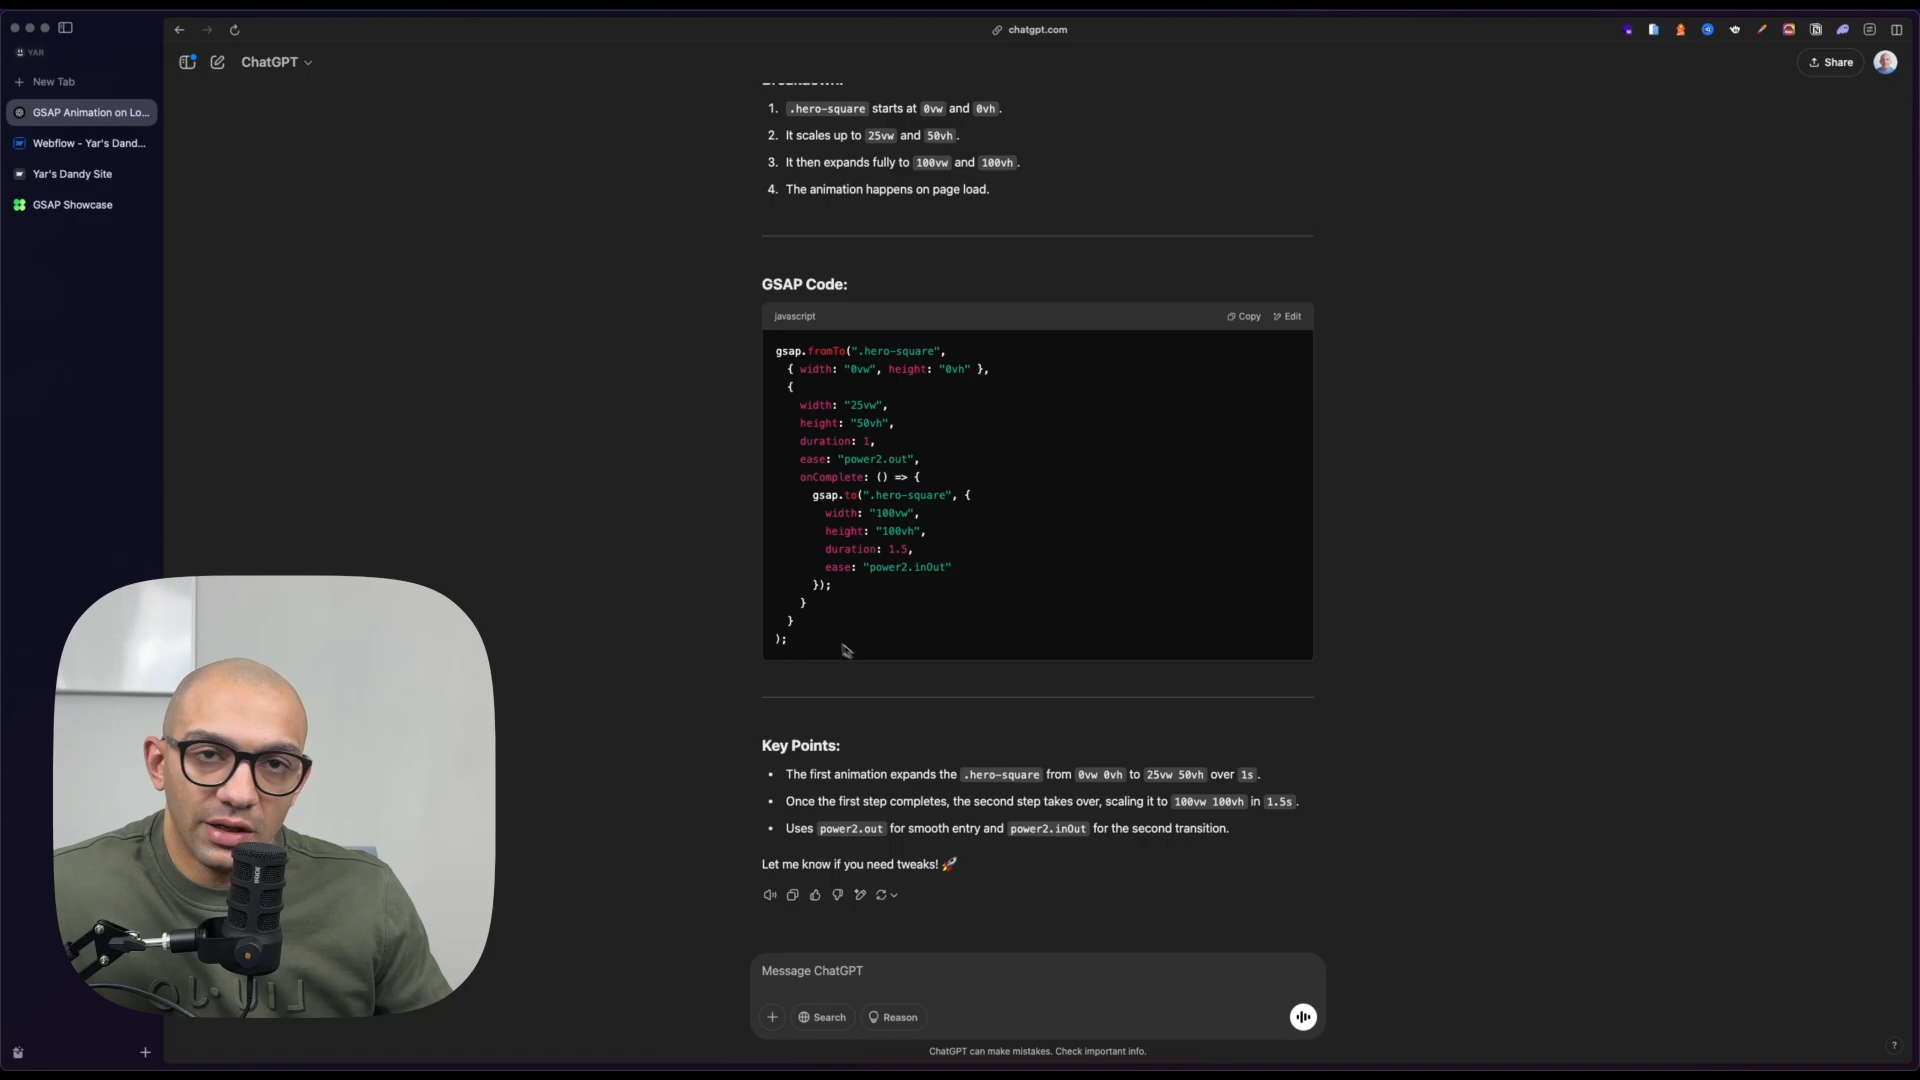 YAR
New Tab
GSAP Animation on Lo...
Webflow - Yar's Dand...
Yar's Dandy Site
GSAP Showcase
chatgpt.com
ChatGPT
Share
1. .hero-square starts at 0vw and 0vh.
2. It scales up to 25vw and 50vh.
3. It then expands fully to 100vw and 100vh.
4. The animation happens on page load.
GSAP Code:
javascript
Copy
Edit
gsap.fromTo(".hero-square",
{ width: "0vw", height: "0vh" },
{
width: "25vw",
height: "50vh",
duration: 1,
ease: "power2.out",
onComplete: () => {
gsap.to(".hero-square", {
width: "100vw",
height: "100vh",
duration: 1.5,
ease: "power2.inOut"
});
}
}
);
Key Points:
• The first animation expands the .hero-square from 0vw 0vh to 25vw 50vh over 1s.
• Once the first step completes, the second step takes over, scaling it to 100vw 100vh in 1.5s.
• Uses power2.out for smooth entry and power2.inOut for the second transition.
Let me know if you need tweaks! 🚀
Message ChatGPT
Search
Reason
ChatGPT can make mistakes. Check important info.
?
RØDE